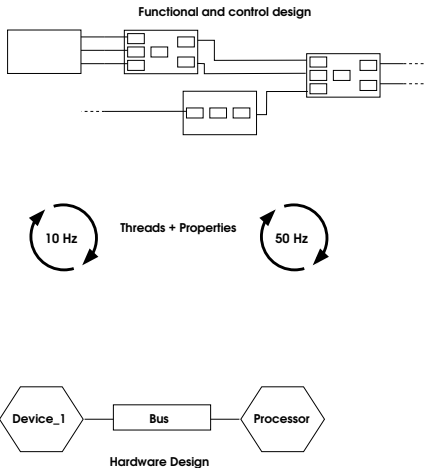 Functional and control design
10 Hz
Threads + Properties
50 Hz
Device_1
Bus
Processor
Hardware Design